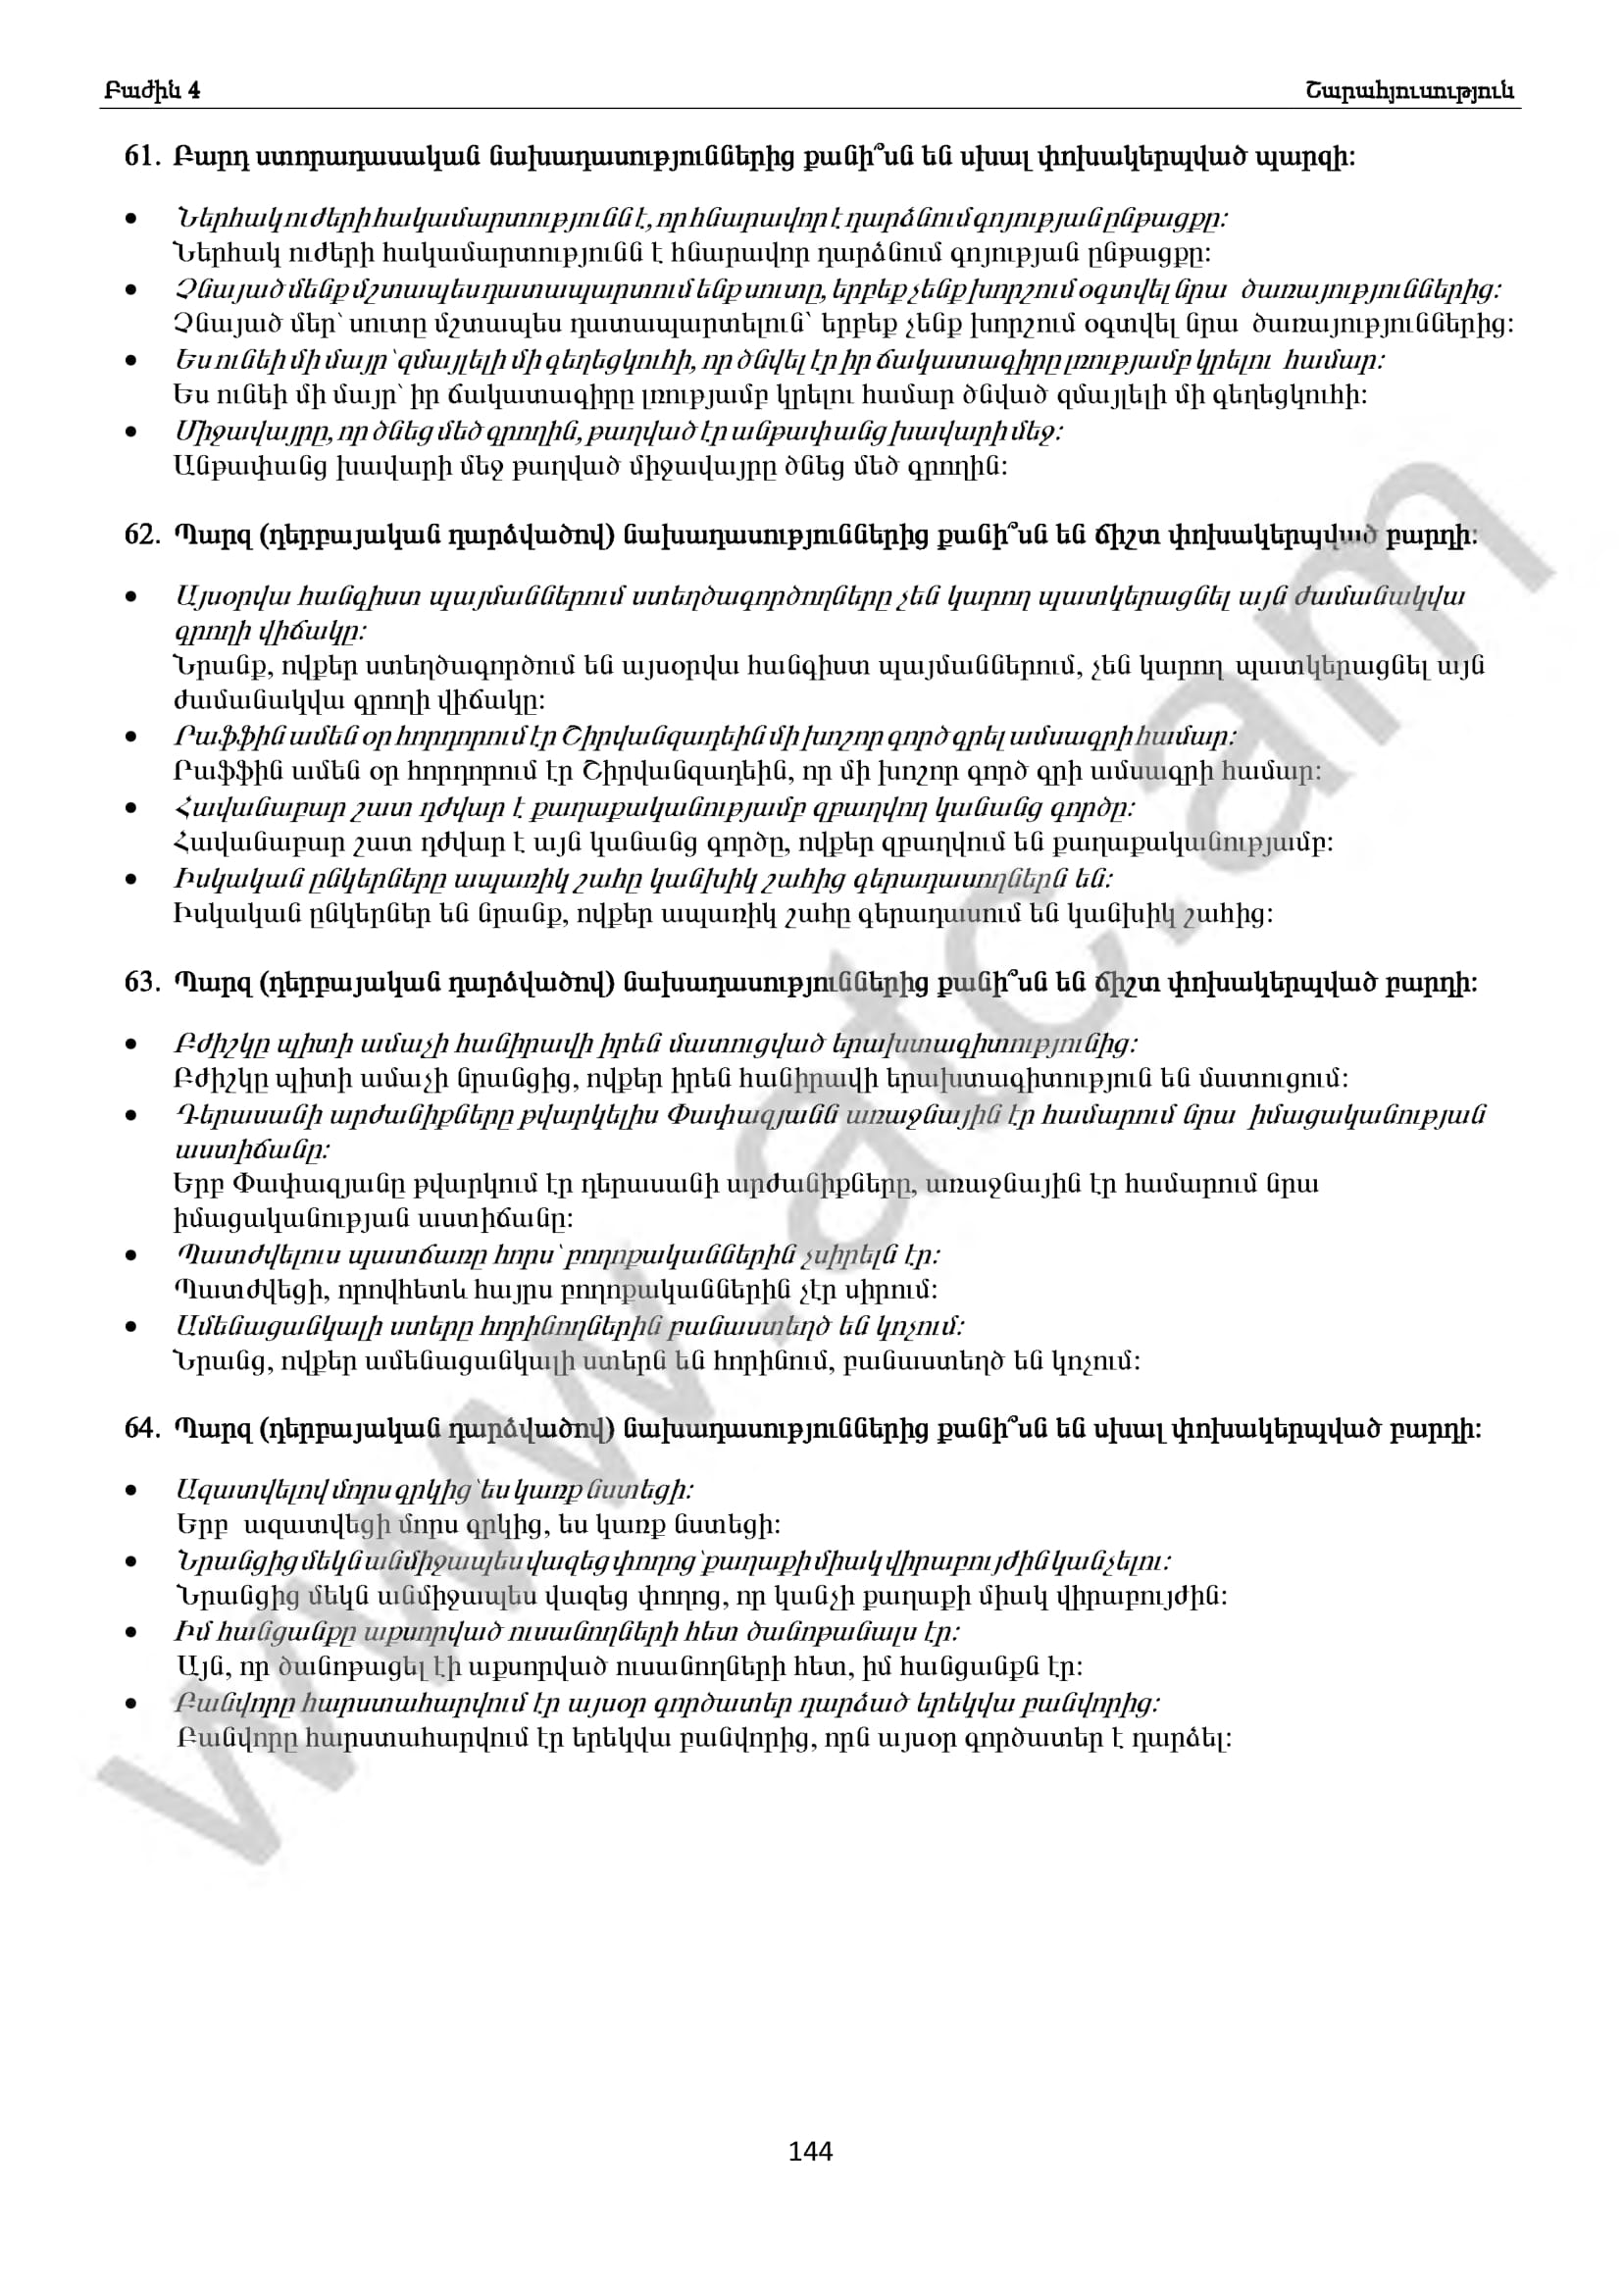 Բաժին 4 Շարահյուսություն
61. Բարդ ստորադասական նախադասություններից քանի՞սն են սխալ փոխակերպված պարզի:
• Ներհակ ուժերի հակամարտությունն է, որ հնարավոր է դարձնում գոյության ընթացքը:
Ներհակ ուժերի հակամարտությունն է հնարավոր դարձնում գոյության ընթացքը:
• Չնայած մենք մշտապես դատապարտում ենք սուտը, երբեք չենք խորշում օգտվել նրա ծառայություններից:
Չնայած մեր՝ սուտը մշտապես դատապարտելուն՝ երբեք չենք խորշում օգտվել նրա ծառայություններից:
• Ես ունեի մի մայր՝ զմայլելի մի գեղեցկուհի, որ ծնվել էր իր ճակատագիրը լռությամբ կրելու համար:
Ես ունեի մի մայր՝ իր ճակատագիրը լռությամբ կրելու համար ծնված զմայլելի մի գեղեցկուհի:
• Միջավայրը, որ ծնեց մեծ գրողին, թաղված էր անթափանց խավարի մեջ:
Անթափանց խավարի մեջ թաղված միջավայրը ծնեց մեծ գրողին:
62. Պարզ (դերբայական դարձվածով) նախադասություններից քանի՞սն են ճիշտ փոխակերպված բարդի:
• Այսօրվա հանգիստ պայմաններում ստեղծագործողները չեն կարող պատկերացնել այն ժամանակվա
գրողի վիճակը:
Նրանք, ովքեր ստեղծագործում են այսօրվա հանգիստ պայմաններում, չեն կարող պատկերացնել այն
ժամանակվա գրողի վիճակը:
• Րաֆֆին ամեն օր հորդորում էր Շիրվանզադեին մի խոշոր գործ գրել ամսագրի համար:
Րաֆֆին ամեն օր հորդորում էր Շիրվանզադեին, որ մի խոշոր գործ գրի ամսագրի համար:
• Հավանաբար շատ դժվար է քաղաքականությամբ զբաղվող կանանց գործը:
Հավանաբար շատ դժվար է այն կանանց գործը, ովքեր զբաղվում են քաղաքականությամբ:
• Իսկական ընկերները ապառիկ շահը կանխիկ շահից գերադասողներն են:
Իսկական ընկերներ են նրանք, ովքեր ապառիկ շահը գերադասում են կանխիկ շահից:
63. Պարզ (դերբայական դարձվածով) նախադասություններից քանի՞սն են ճիշտ փոխակերպված բարդի:
• Բժիշկը պիտի ամաչի հանիրավի իրեն մատուցված երախտագիտությունից:
Բժիշկը պիտի ամաչի նրանցից, ովքեր իրեն հանիրավի երախտագիտություն են մատուցում:
• Դերասանի արժանիքները թվարկելիս Փափազյանն առաջնային էր համարում նրա իմացականության
աստիճանը:
Երբ Փափազյանը թվարկում էր դերասանի արժանիքները, առաջնային էր համարում նրա
իմացականության աստիճանը:
• Պատժվելուս պատճառը հորս՝ բողոքականներին չսիրելն էր:
Պատժվեցի, որովհետև հայրս բողոքականներին չէր սիրում:
• Ամենացանկալի ստերը հորինողներին բանաստեղծ են կոչում:
Նրանց, ովքեր ամենացանկալի ստերն են հորինում, բանաստեղծ են կոչում:
64. Պարզ (դերբայական դարձվածով) նախադասություններից քանի՞սն են սխալ փոխակերպված բարդի:
• Ազատվելով մորս գրկից՝ ես կառք նստեցի:
Երբ ազատվեցի մորս գրկից, ես կառք նստեցի:
• Նրանցից մեկն անմիջապես վազեց փողոց՝ քաղաքի միակ վիրաբույժին կանչելու:
Նրանցից մեկն անմիջապես վազեց փողոց, որ կանչի քաղաքի միակ վիրաբույժին:
• Իմ հանցանքը աքսորված ուսանողների հետ ծանոթանալս էր:
Այն, որ ծանոթացել էի աքսորված ուսանողների հետ, իմ հանցանքն էր:
• Բանվորը հարստահարվում էր այսօր գործատեր դարձած երեկվա բանվորից:
Բանվորը հարստահարվում էր երեկվա բանվորից, որն այսօր գործատեր է դարձել:
www.atc.am
144